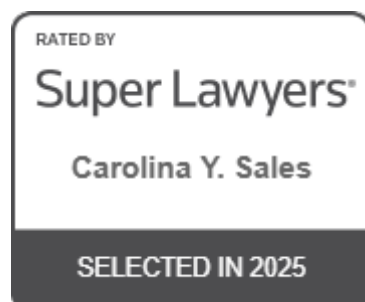 RATED BY
Super Lawyers®
Carolina Y. Sales
SELECTED IN 2025